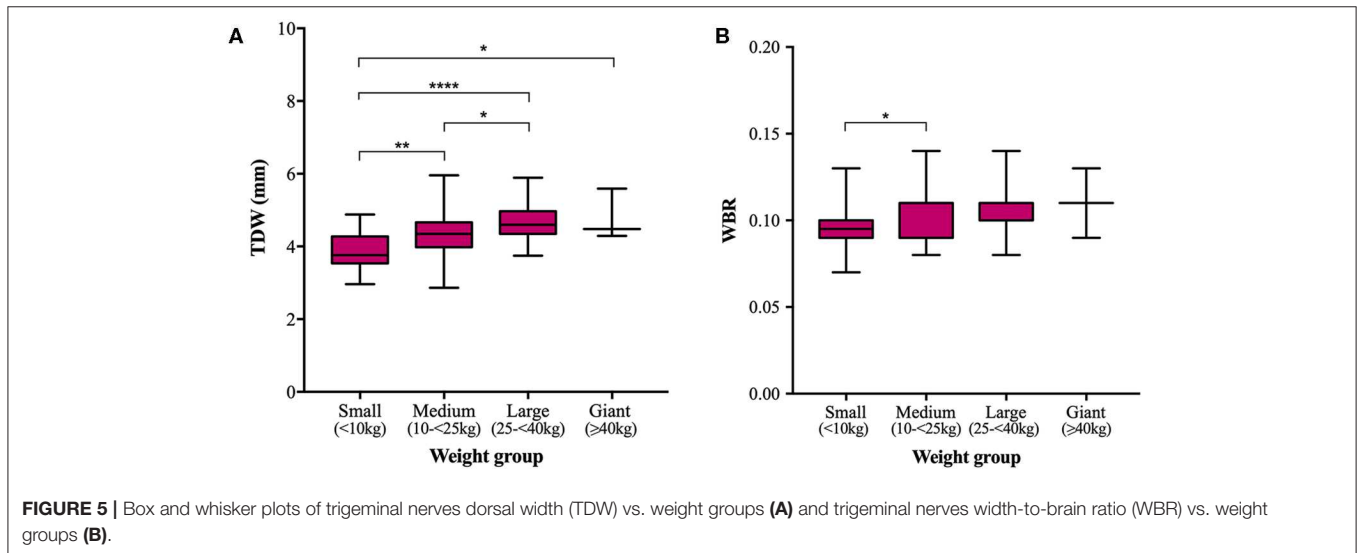 A
10
8
6
4
2
0
TDW (mm)
*
****
*
**
Small Medium Large Giant
(<10kg) (10-<25kg) (25-<40kg) (≥40kg)
Weight group
B
0.20
0.15
0.10
0.05
0.00
WBR
*
Small Medium Large Giant
(<10kg) (10-<25kg) (25-<40kg) (≥40kg)
Weight group
FIGURE 5 | Box and whisker plots of trigeminal nerves dorsal width (TDW) vs. weight groups (A) and trigeminal nerves width-to-brain ratio (WBR) vs. weight
groups (B).